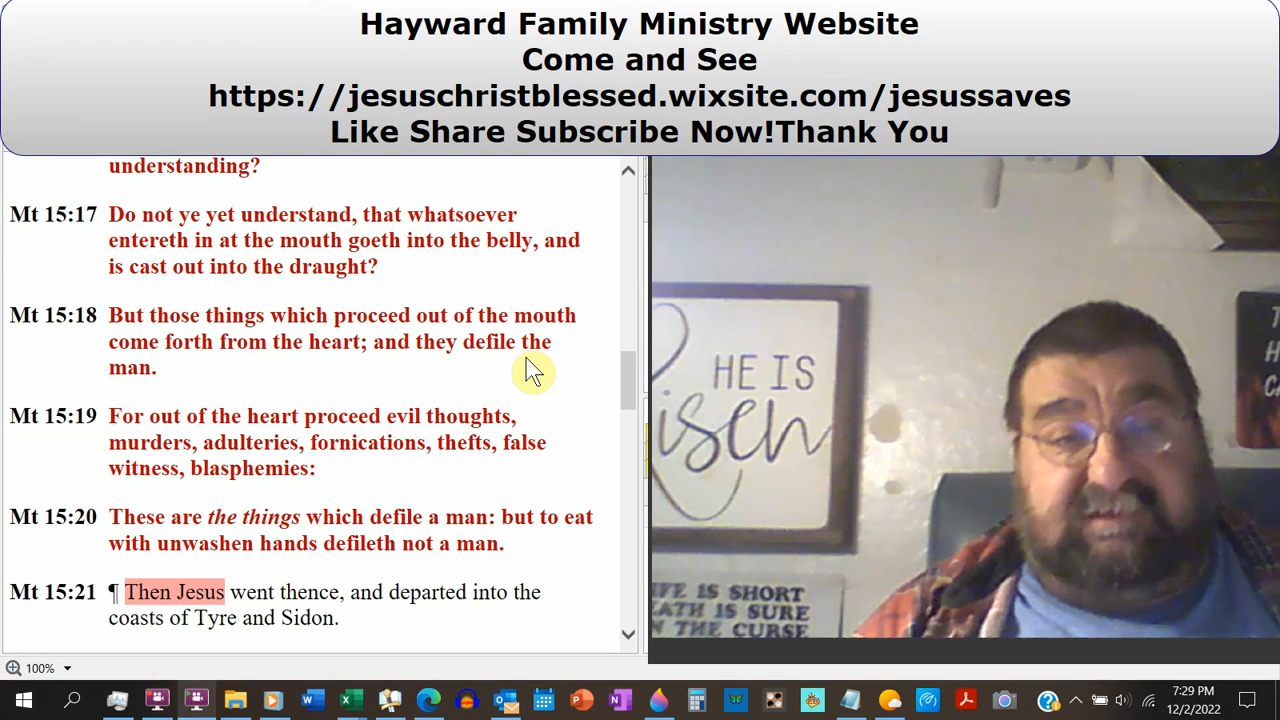 Hayward Family Ministry Website
Come and See
https://jesuschristblessed.wixsite.com/jesussaves
Like Share Subscribe Now!Thank You
understanding?
Mt 15:17 Do not ye yet understand, that whatsoever
entereth in at the mouth goeth into the belly, and
is cast out into the draught?
Mt 15:18 But those things which proceed out of the mouth
come forth from the heart; and they defile the
man.
Mt 15:19 For out of the heart proceed evil thoughts,
murders, adulteries, fornications, thefts, false
witness, blasphemies:
Mt 15:20 These are the things which defile a man: but to eat
with unwashen hands defileth not a man.
Mt 15:21 ¶ Then Jesus went thence, and departed into the
coasts of Tyre and Sidon.
HE IS
Risen
LIFE IS SHORT
DEATH IS SURE
THE CURSE
100%
7:29 PM
12/2/2022